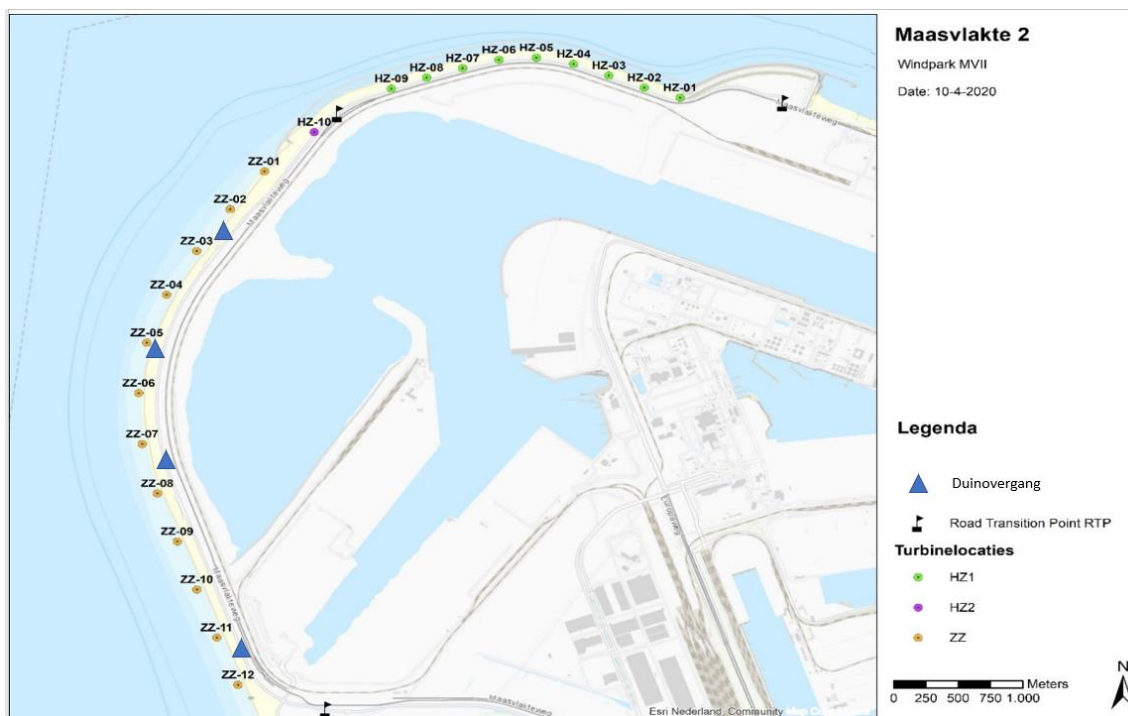 Maasvlakte 2
Windpark MVII
Date: 10-4-2020
HZ-06
HZ-05
HZ-07
HZ-04
HZ-08
HZ-03
HZ-09
HZ-02
HZ-01
Maasvlakteweg
HZ-10
ZZ-01
Maasvlakteweg
ZZ-02
ZZ-03
ZZ-04
ZZ-05
ZZ-06
ZZ-07
ZZ-08
Europaweg
ZZ-09
ZZ-10
Maasvlakteweg
ZZ-11
ZZ-12
Maasvlakteweg
Esri Nederland, Community Map Contributors
Legenda
Duinovergang
Road Transition Point RTP
Turbinelocaties
HZ1
HZ2
ZZ
N
Meters
0 250 500 750 1.000